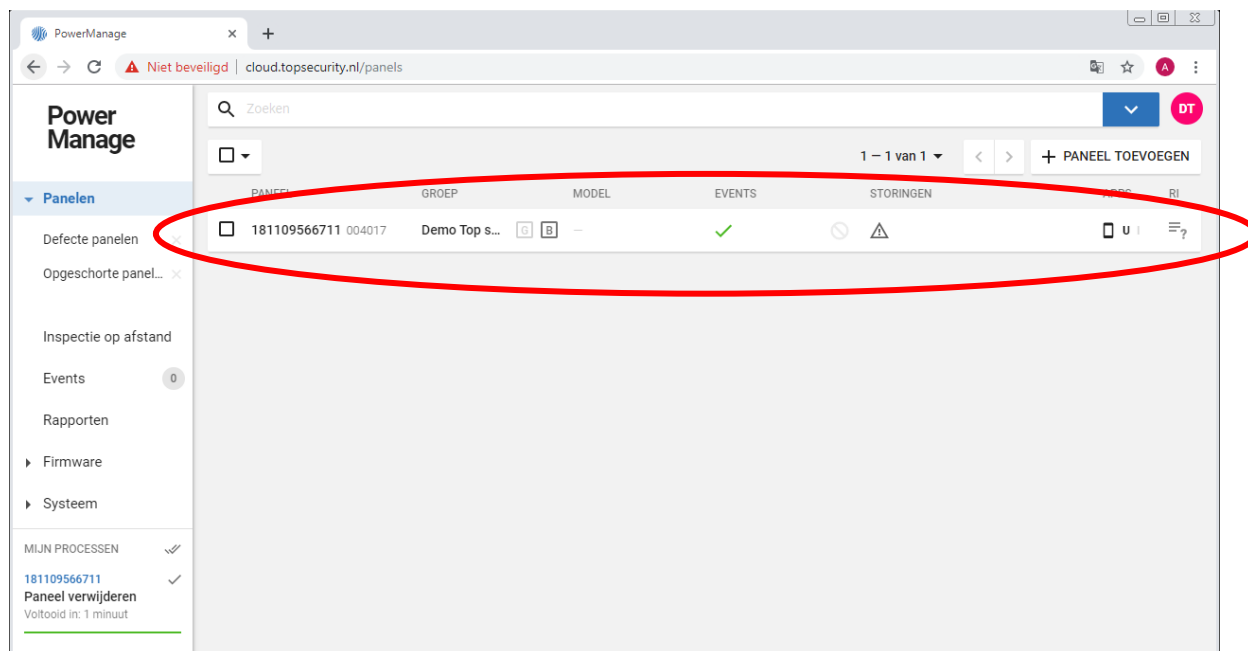 PowerManage
Niet beveiligd | cloud.topsecurity.nl/panels
A
Power
Manage
Zoeken
DT
1 – 1 van 1
+ PANEEL TOEVOEGEN
Panelen
PANEEL GROEP MODEL EVENTS STORINGEN APPS RI
181109566711 004017 Demo Top s... G B – U I
Defecte panelen
Opgeschorte panel...
Inspectie op afstand
Events 0
Rapporten
Firmware
Systeem
MIJN PROCESSEN
181109566711
Paneel verwijderen
Voltooid in: 1 minuut